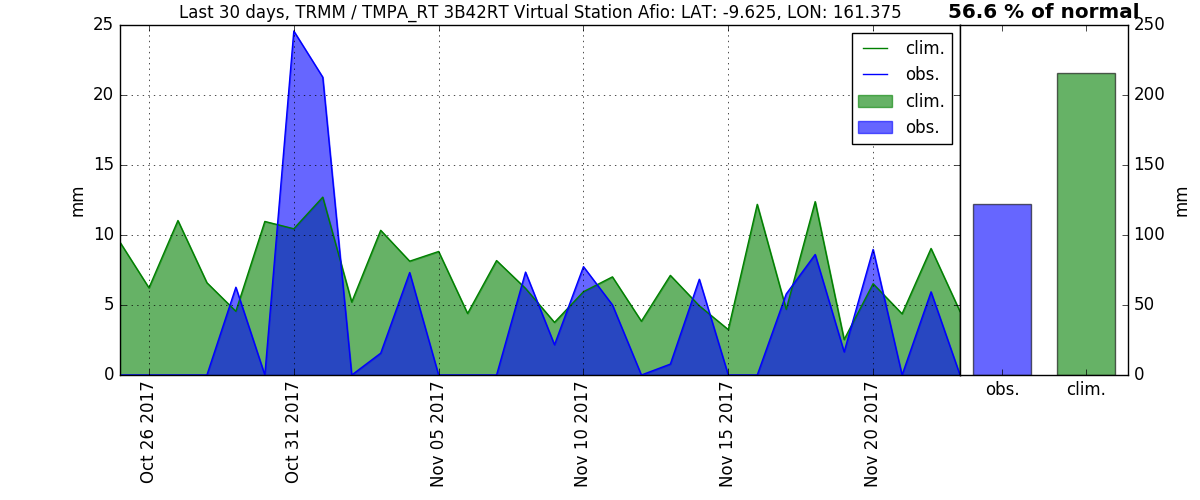 Last 30 days, TRMM / TMPA_RT 3B42RT Virtual Station Afio: LAT: -9.625, LON: 161.375
56.6 % of normal
25
20
15
10
5
0
mm
clim.
obs.
clim.
obs.
Oct 26 2017
Oct 31 2017
Nov 05 2017
Nov 10 2017
Nov 15 2017
Nov 20 2017
250
200
150
100
50
0
mm
obs.
clim.